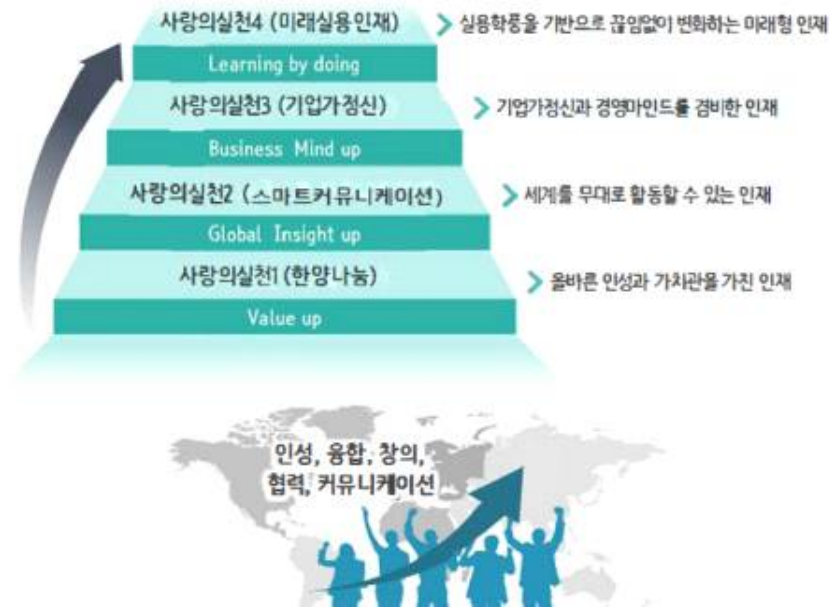 사랑의실천4 (미래실용인재)
실용학풍을 기반으로 끊임없이 변화하는 미래형 인재
Learning by doing
사랑의실천3 (기업가정신)
기업가정신과 경영마인드를 겸비한 인재
Business Mind up
사랑의실천2 (스마트커뮤니케이션)
세계를 무대로 활동할 수 있는 인재
Global Insight up
사랑의실천1 (한양나눔)
올바른 인성과 가치관을 가진 인재
Value up
인성, 융합, 창의,
협력, 커뮤니케이션